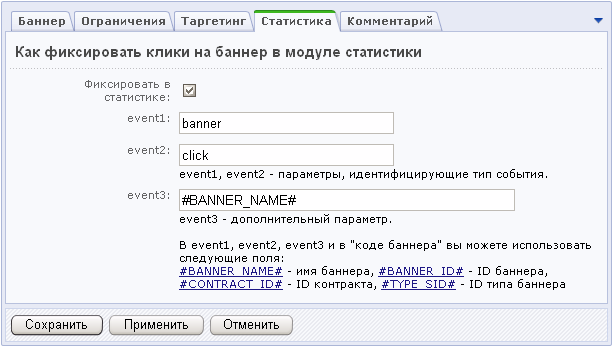 Баннер Ограничения Таргетинг Статистика Комментарий
Как фиксировать клики на баннер в модуле статистики
Фиксировать в
статистике:
event1: banner
event2: click
event1, event2 - параметры, идентифицирующие тип события.
event3: #BANNER_NAME#
event3 - дополнительный параметр.
В event1, event2, event3 и в "коде баннера" вы можете использовать
следующие поля:
#BANNER_NAME# - имя баннера, #BANNER_ID# - ID баннера,
#CONTRACT_ID# - ID контракта, #TYPE_SID# - ID типа баннера
Сохранить Применить Отменить